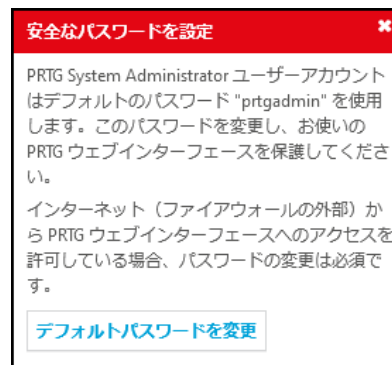 安全なパスワードを設定
PRTG System Administrator ユーザーアカウント
はデフォルトのパスワード "prtgadmin" を使用
します。このパスワードを変更し、お使いの
PRTG ウェブインターフェースを保護してくださ
い。
インターネット（ファイアウォールの外部）か
ら PRTG ウェブインターフェースへのアクセスを
許可している場合、パスワードの変更は必須で
す。
デフォルトパスワードを変更